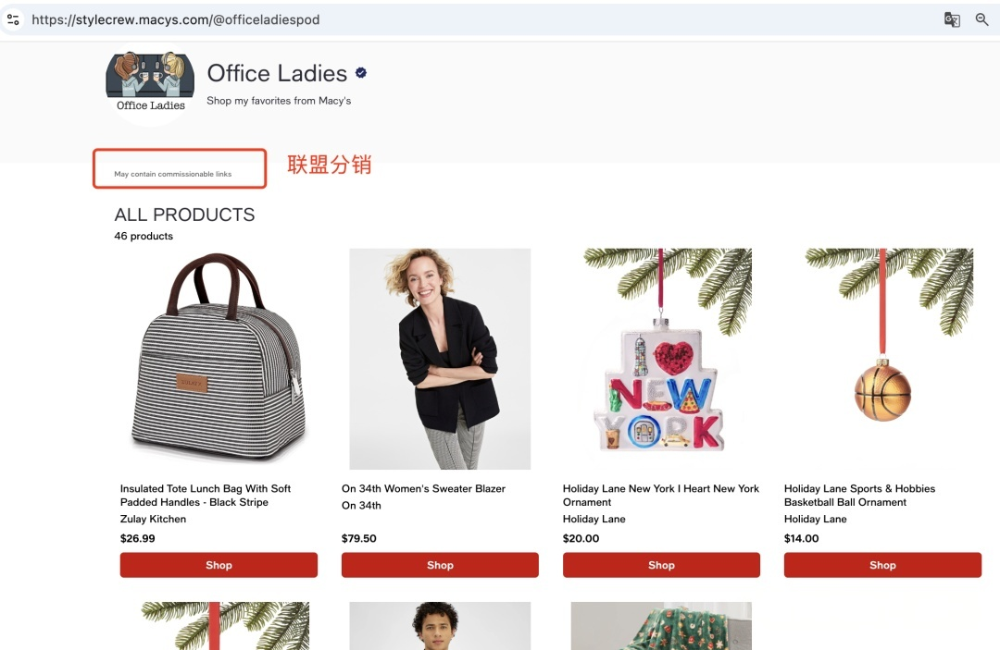 https://stylecrew.macys.com/@officeladiespod
Office Ladies
Office Ladies
Shop my favorites from Macy's
May contain commissionable links
联盟分销
ALL PRODUCTS
46 products
I
NEW
YORK
Insulated Tote Lunch Bag With Soft
Padded Handles - Black Stripe
Zulay Kitchen
$26.99
Shop
On 34th Women's Sweater Blazer
On 34th
$79.50
Shop
Holiday Lane New York I Heart New York
Ornament
Holiday Lane
$20.00
Shop
Holiday Lane Sports & Hobbies
Basketball Ball Ornament
Holiday Lane
$14.00
Shop